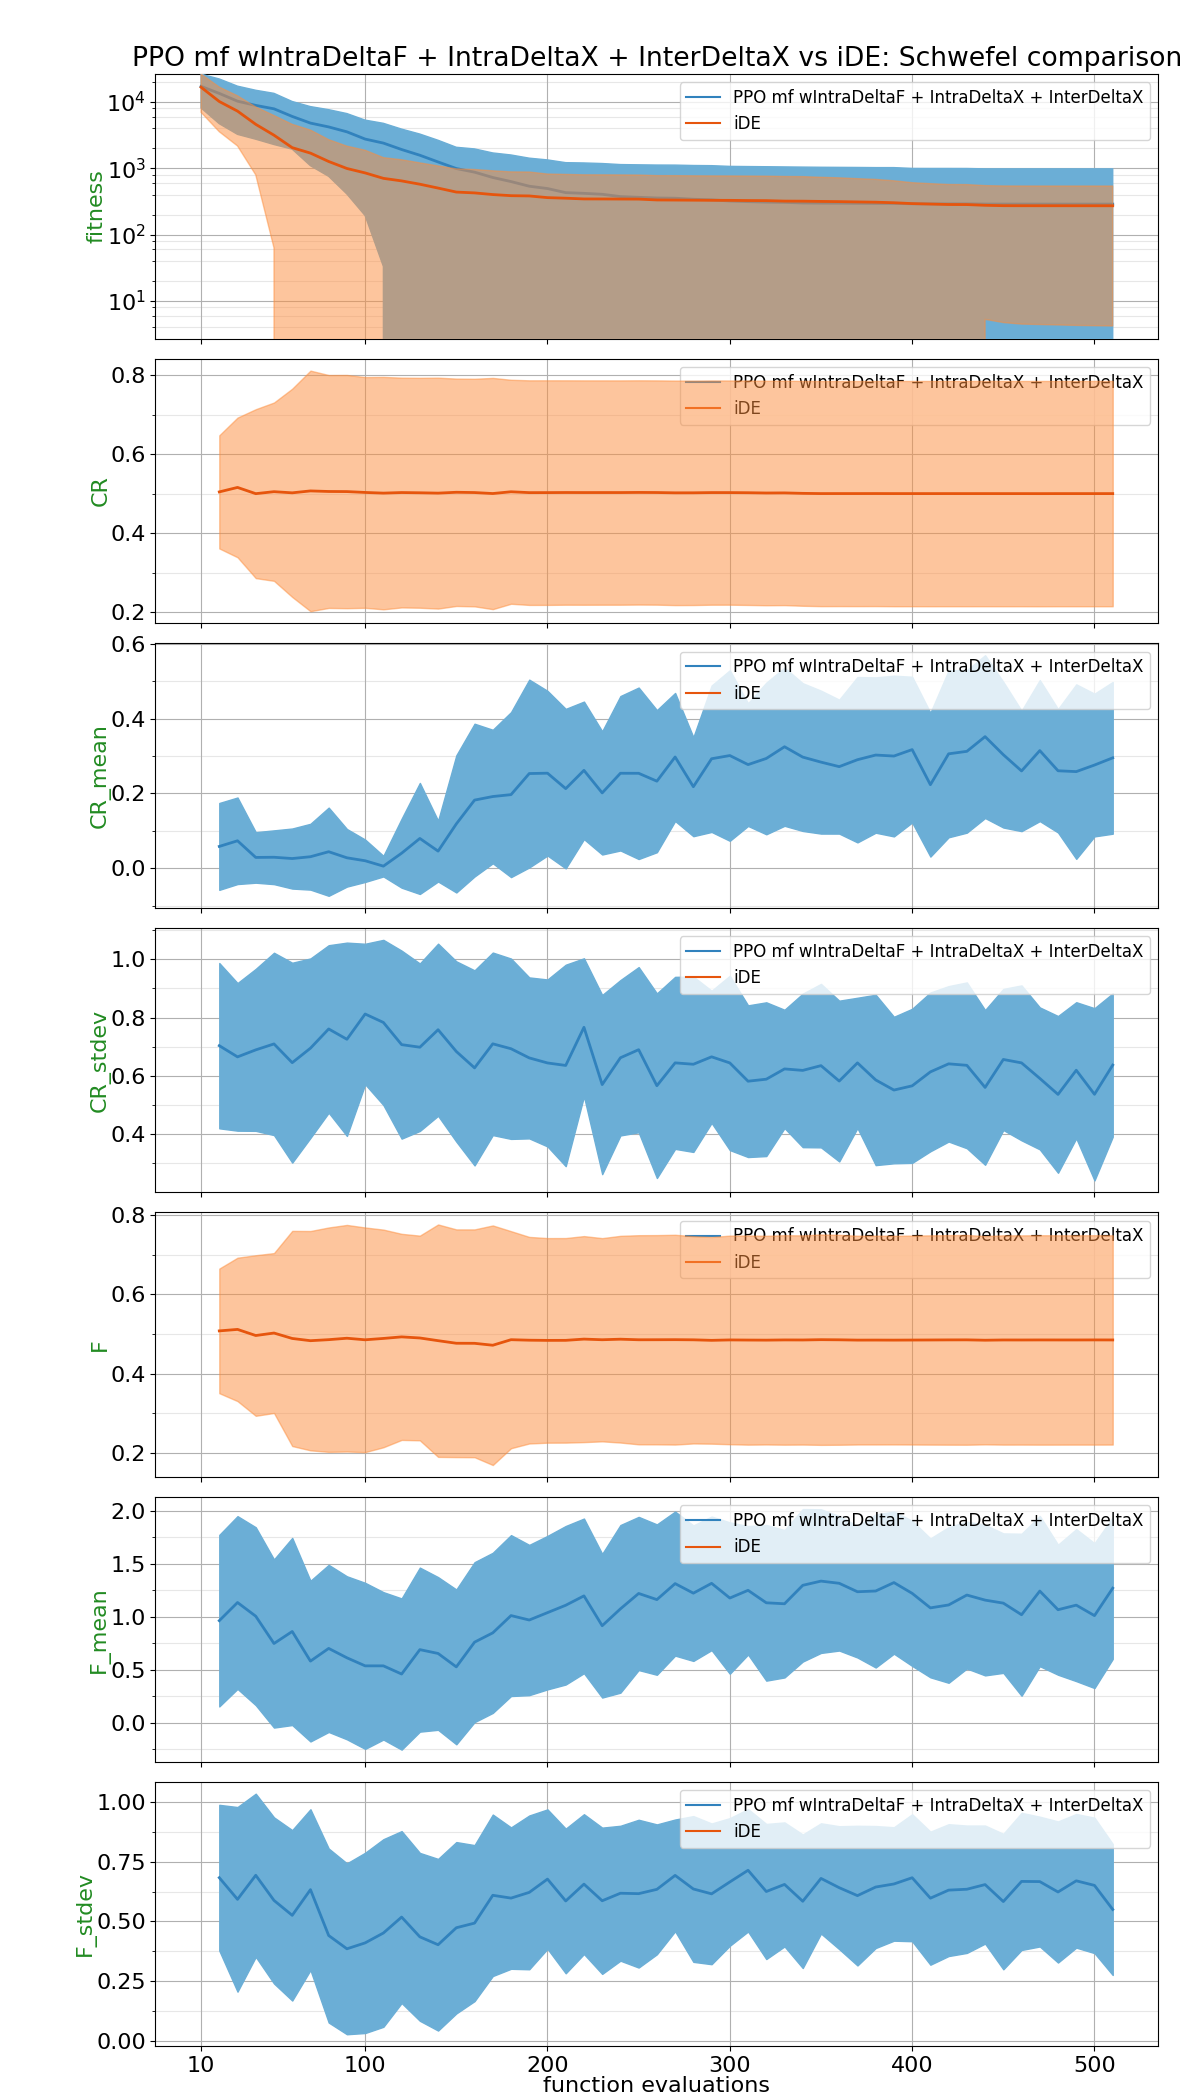 PPO mf wIntraDeltaF + IntraDeltaX + InterDeltaX vs iDE: Schwefel comparison
PPO mf wIntraDeltaF + IntraDeltaX + InterDeltaX
iDE
fitness
10⁴
10³
10²
10¹
PPO mf wIntraDeltaF + IntraDeltaX + InterDeltaX
iDE
CR
0.8
0.6
0.4
0.2
PPO mf wIntraDeltaF + IntraDeltaX + InterDeltaX
iDE
CR_mean
0.6
0.4
0.2
0.0
PPO mf wIntraDeltaF + IntraDeltaX + InterDeltaX
iDE
CR_stdev
1.0
0.8
0.6
0.4
PPO mf wIntraDeltaF + IntraDeltaX + InterDeltaX
iDE
F
0.8
0.6
0.4
0.2
PPO mf wIntraDeltaF + IntraDeltaX + InterDeltaX
iDE
F_mean
2.0
1.5
1.0
0.5
0.0
PPO mf wIntraDeltaF + IntraDeltaX + InterDeltaX
iDE
F_stdev
1.00
0.75
0.50
0.25
0.00
10 100 200 300 400 500
function evaluations